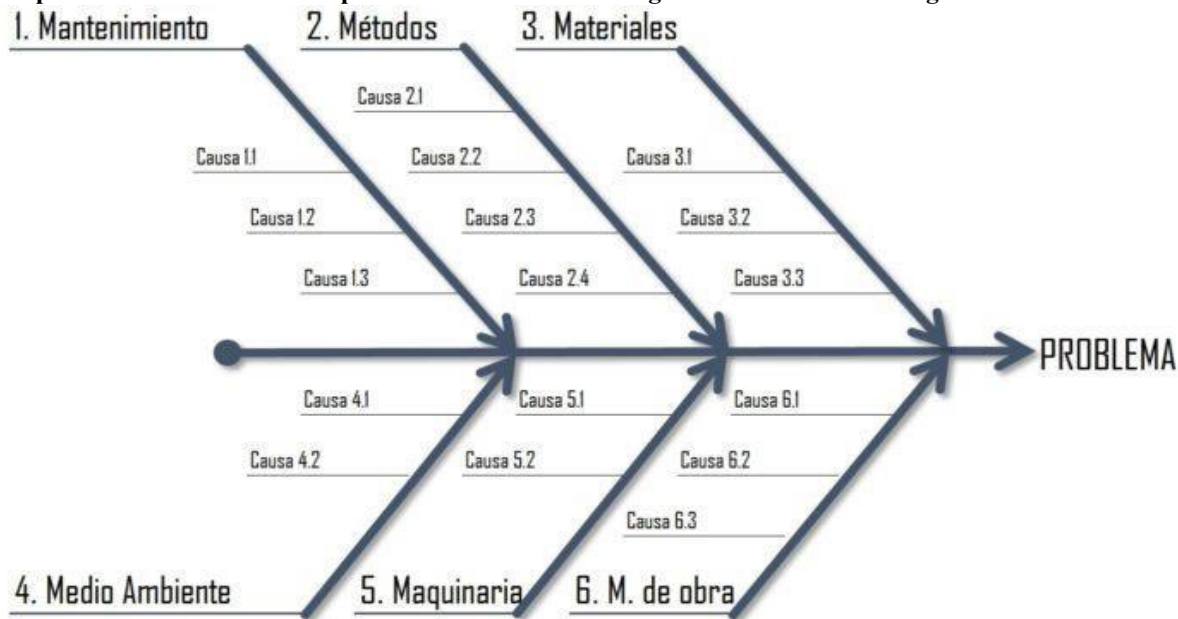 1. Mantenimiento
2. Métodos
3. Materiales
Causa 2.1
Causa 1.1
Causa 2.2
Causa 3.1
Causa 1.2
Causa 2.3
Causa 3.2
Causa 1.3
Causa 2.4
Causa 3.3
PROBLEMA
Causa 4.1
Causa 5.1
Causa 6.1
Causa 4.2
Causa 5.2
Causa 6.2
Causa 6.3
4. Medio Ambiente
5. Maquinaria
6. M. de obra